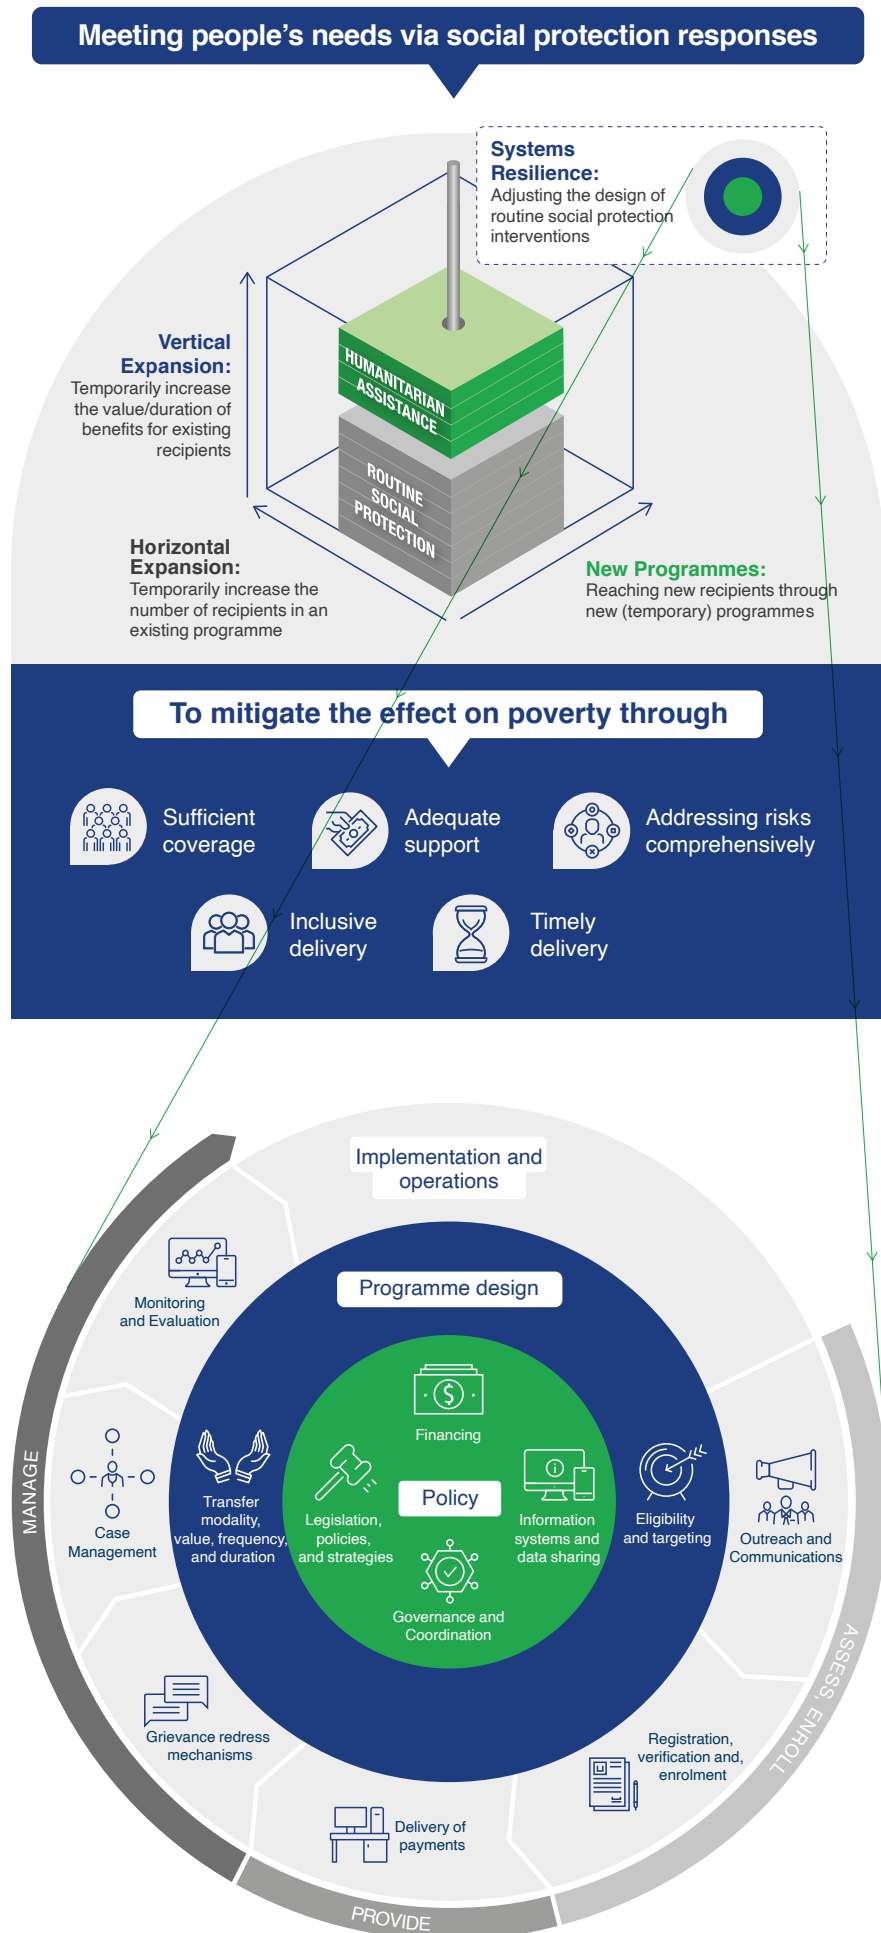 Meeting people's needs via social protection responses
Systems
Resilience:
Adjusting the design of
routine social protection
interventions
Vertical
Expansion:
Temporarily increase
the value/duration of
benefits for existing
recipients
HUMANITARIAN
ASSISTANCE
ROUTINE
SOCIAL
PROTECTION
Horizontal
Expansion:
Temporarily increase the
number of recipients in an
existing programme
New Programmes:
Reaching new recipients through
new (temporary) programmes
To mitigate the effect on poverty through
Sufficient
coverage
Adequate
support
Addressing risks
comprehensively
Inclusive
delivery
Timely
delivery
Implementation and
operations
Programme design
Monitoring
and Evaluation
Financing
MANAGE
Case
Management
Transfer
modality,
value, frequency,
and duration
Legislation,
policies,
and strategies
Policy
Information
systems and
data sharing
Eligibility
and targeting
Outreach and
Communications
Governance and
Coordination
ASSESS, ENROLL
Grievance redress
mechanisms
Registration,
verification and,
enrolment
Delivery of
payments
PROVIDE